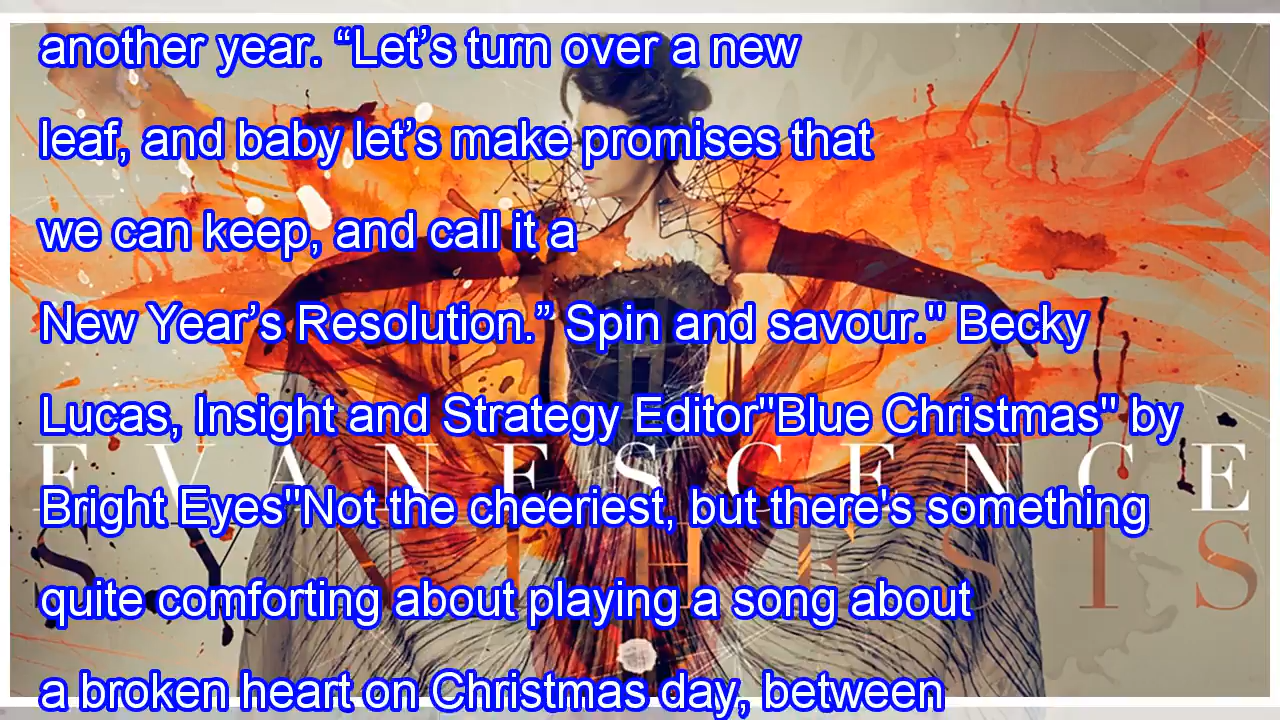 another year. “Let’s turn over a new
leaf, and baby let’s make promises that
we can keep, and call it a
New Year’s Resolution.” Spin and savour." Becky
Lucas, Insight and Strategy Editor"Blue Christmas" by
EVANESCENCE
Bright Eyes"Not the cheeriest, but there's something
SYNTHESIS
quite comforting about playing a song about
a broken heart on Christmas day, between